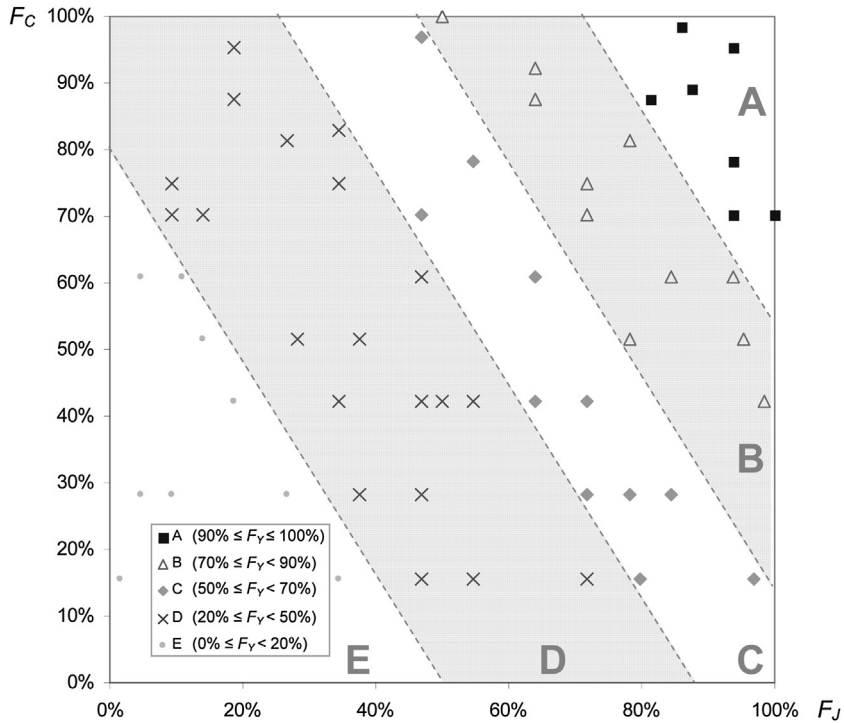 F_C
100%
90%
80%
70%
60%
50%
40%
30%
20%
10%
0%
A
B
A (90% ≤ F_Y ≤ 100%)
B (70% ≤ F_Y < 90%)
C (50% ≤ F_Y < 70%)
D (20% ≤ F_Y < 50%)
E (0% ≤ F_Y < 20%)
E D C
0% 20% 40% 60% 80% 100% F_J